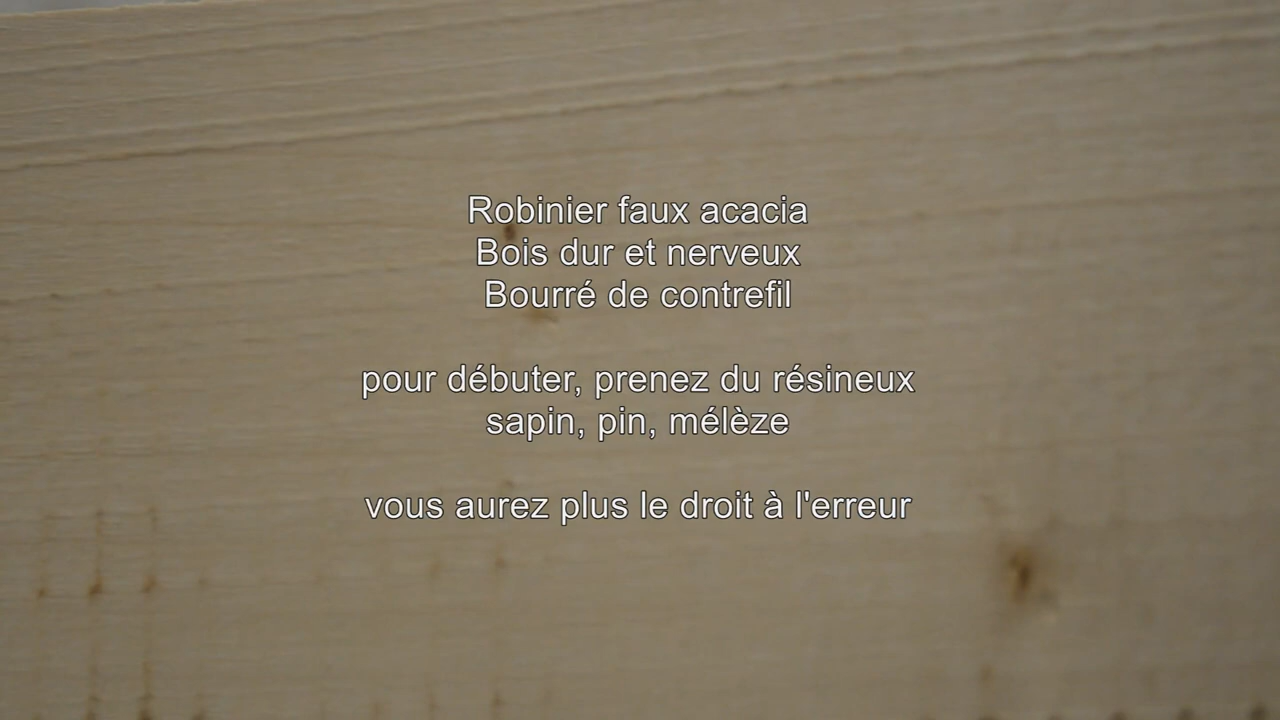 Robinier faux acacia
Bois dur et nerveux
Bourré de contrefil
pour débuter, prenez du résineux
sapin, pin, mélèze
vous aurez plus le droit à l'erreur